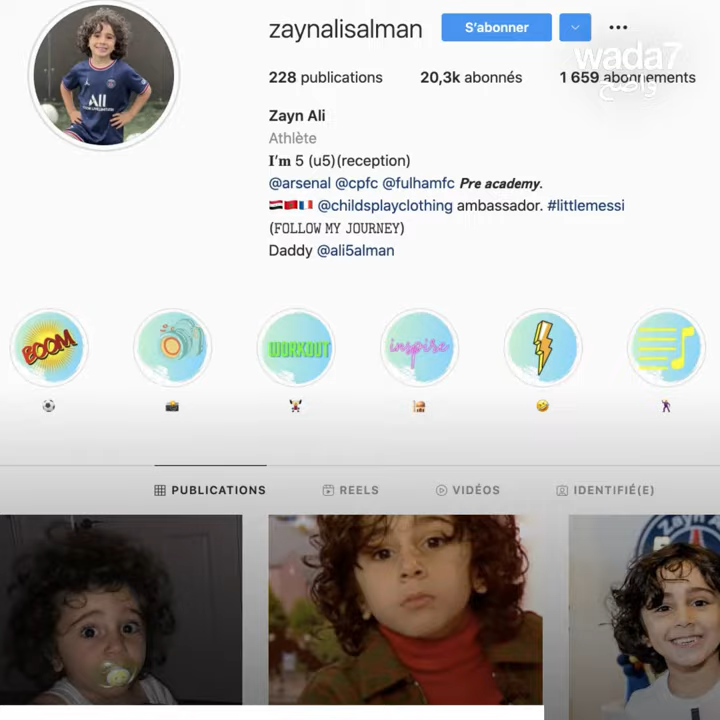 zaynalisalman S'abonner ...
wada7
واضح
228 publications 20,3k abonnés 1 659 abonnements
Zayn Ali
Athlète
𝐈'𝐦 5 (u5)(reception)
@arsenal @cpfc @fulhamfc 𝑷𝒓𝒆 𝒂𝒄𝒂𝒅𝒆𝒎𝒚.
@childsplayclothing ambassador. #littlemessi
(𝙵𝙾𝙻𝙻𝙾𝚆 𝙼𝚈 𝙹𝙾𝚄𝚁𝙽𝙴𝚈)
Daddy @ali5alman
BOOM WORKOUT inspire
PUBLICATIONS REELS VIDÉOS IDENTIFIÉ(E)